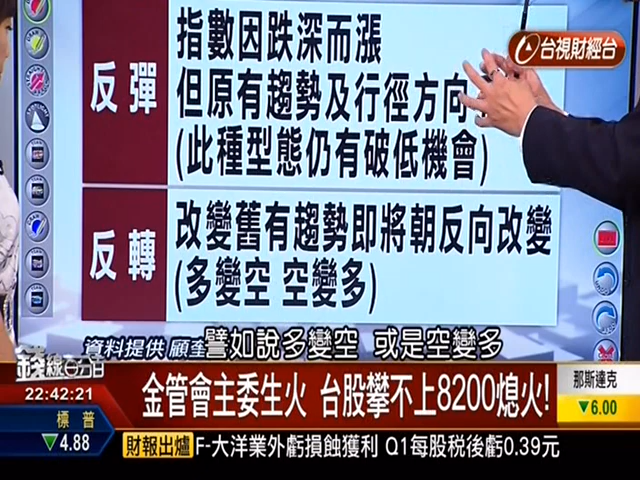 台視財經台
反彈
指數因跌深而漲
但原有趨勢及行徑方向
(此種型態仍有破低機會)
反轉
改變舊有趨勢即將朝反向改變
(多變空 空變多)
資料提供 顧奎
譬如說多變空 或是空變多
錢線百分百
22:42:21
金管會主委生火 台股攀不上8200熄火!
那斯達克
▼6.00
標普
▼4.88
財報出爐 F-大洋業外虧損蝕獲利 Q1每股稅後虧0.39元